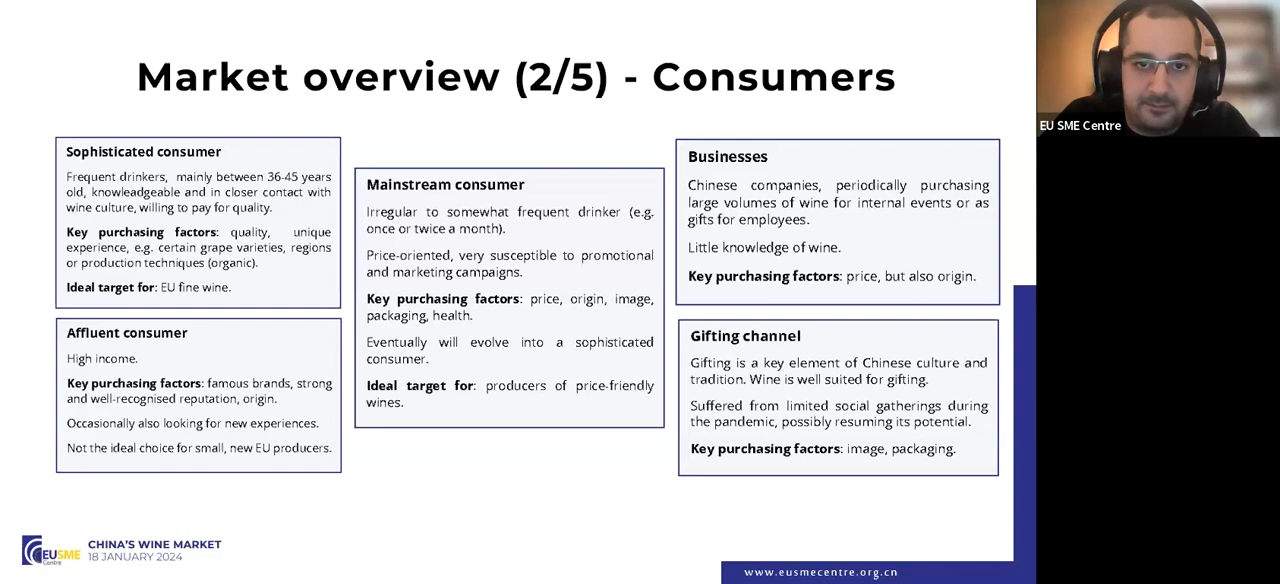 Market overview (2/5) - Consumers
Sophisticated consumer
Frequent drinkers, mainly between 36-45 years
old, knowleadgeable and in closer contact with
wine culture, willing to pay for quality.
Key purchasing factors: quality, unique
experience, e.g. certain grape varieties, regions
or production techniques (organic).
Ideal target for: EU fine wine.
Affluent consumer
High income.
Key purchasing factors: famous brands, strong
and well-recognised reputation, origin.
Occasionally also looking for new experiences.
Not the ideal choice for small, new EU producers.
Mainstream consumer
Irregular to somewhat frequent drinker (e.g.
once or twice a month).
Price-oriented, very susceptible to promotional
and marketing campaigns.
Key purchasing factors: price, origin, image,
packaging, health.
Eventually will evolve into a sophisticated
consumer.
Ideal target for: producers of price-friendly
wines.
Businesses
Chinese companies, periodically purchasing
large volumes of wine for internal events or as
gifts for employees.
Little knowledge of wine.
Key purchasing factors: price, but also origin.
Gifting channel
Gifting is a key element of Chinese culture and
tradition. Wine is well suited for gifting.
Suffered from limited social gatherings during
the pandemic, possibly resuming its potential.
Key purchasing factors: image, packaging.
EU SME Centre
EUSME
Centre
CHINA'S WINE MARKET
18 JANUARY 2024
www.eusmecentre.org.cn